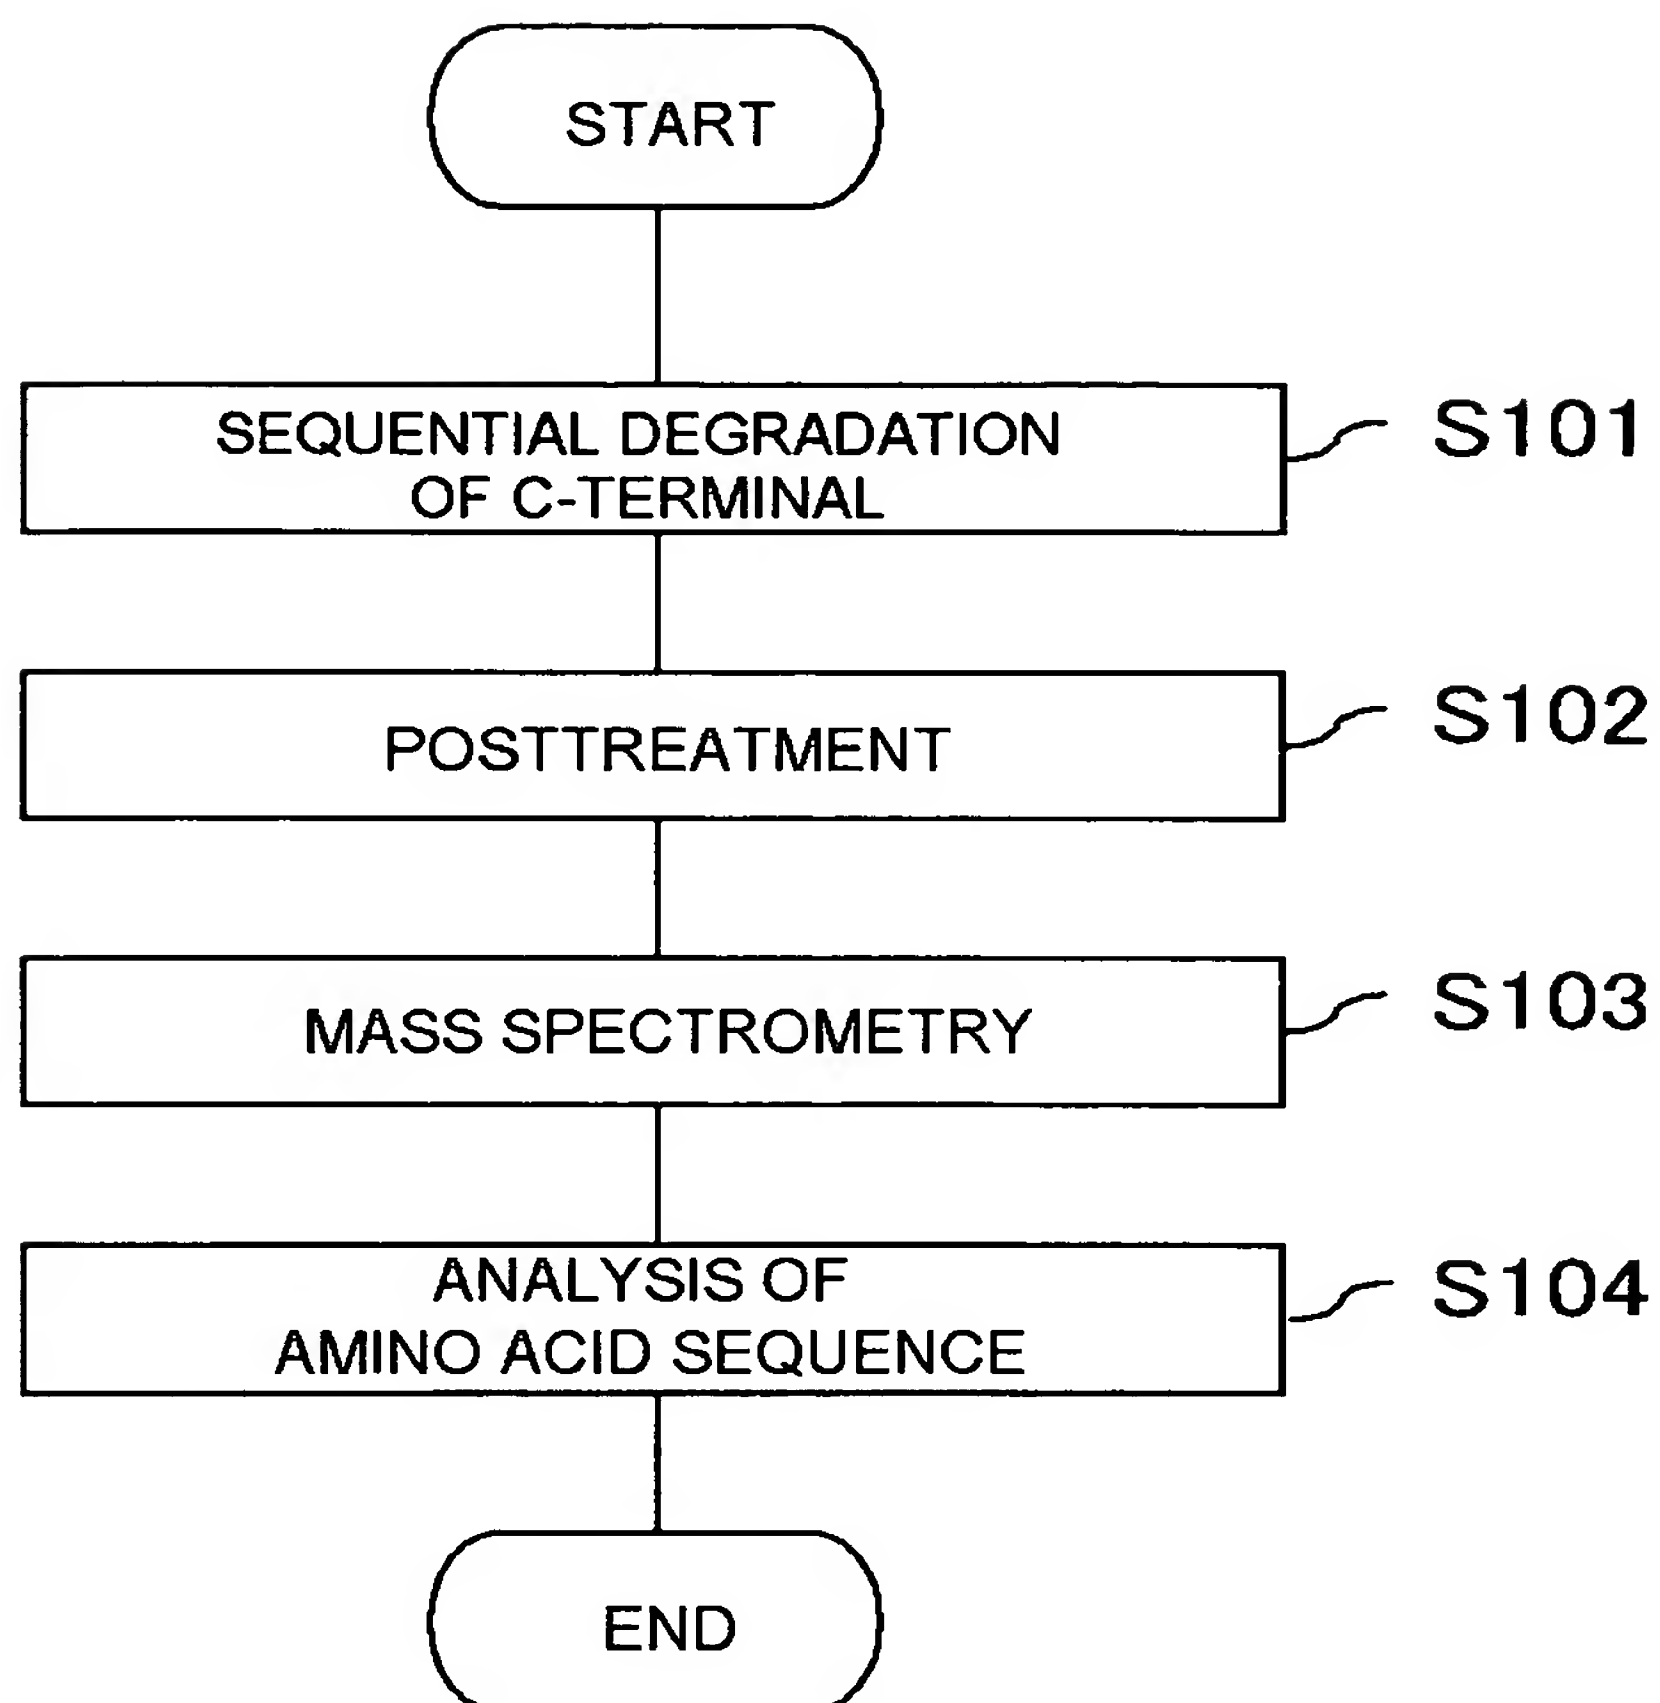 START
SEQUENTIAL DEGRADATION
OF C-TERMINAL
S101
POSTTREATMENT
S102
MASS SPECTROMETRY
S103
ANALYSIS OF
AMINO ACID SEQUENCE
S104
END